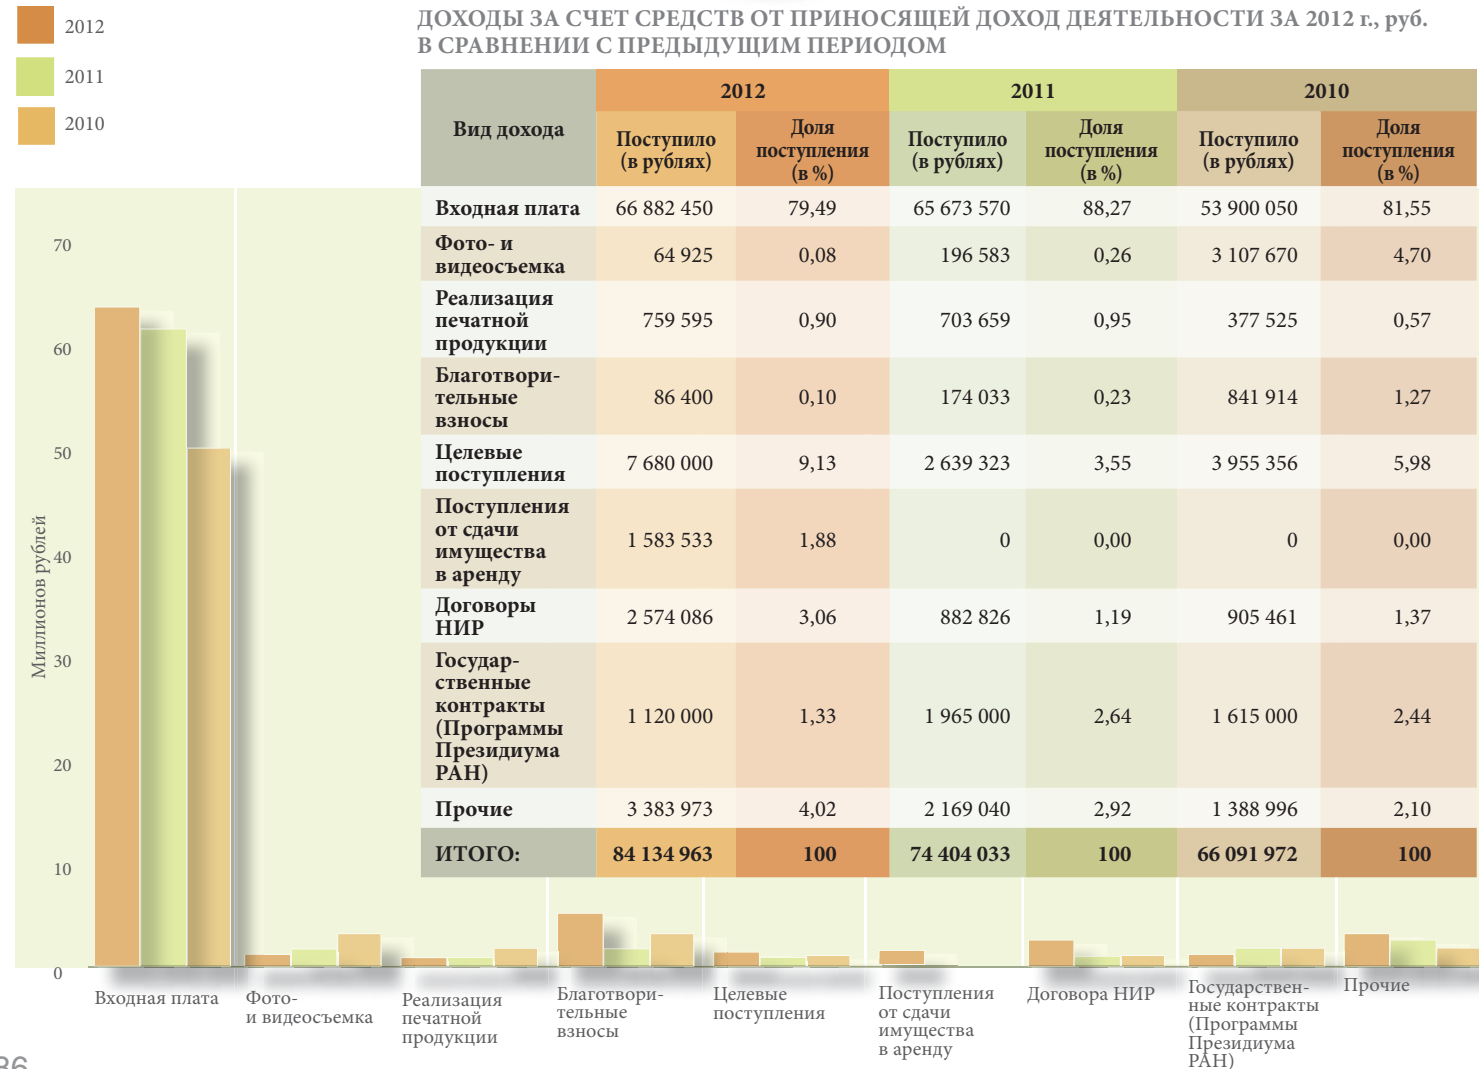 2012
2011
2010
ДОХОДЫ ЗА СЧЕТ СРЕДСТВ ОТ ПРИНОСЯЩЕЙ ДОХОД ДЕЯТЕЛЬНОСТИ ЗА 2012 г., руб.
В СРАВНЕНИИ С ПРЕДЫДУЩИМ ПЕРИОДОМ
Вид дохода 2012 2011 2010
Поступило Доля Поступило Доля Поступило Доля
(в рублях) поступления (в рублях) поступления (в рублях) поступления
(в %) (в %) (в %)
Входная плата 66 882 450 79,49 65 673 570 88,27 53 900 050 81,55
Фото- и
видеосъемка 64 925 0,08 196 583 0,26 3 107 670 4,70
Реализация
печатной 759 595 0,90 703 659 0,95 377 525 0,57
продукции
Благотвори-
тельные 86 400 0,10 174 033 0,23 841 914 1,27
взносы
Целевые
поступления 7 680 000 9,13 2 639 323 3,55 3 955 356 5,98
Поступления
от сдачи
имущества 1 583 533 1,88 0 0,00 0 0,00
в аренду
Договоры
НИР 2 574 086 3,06 882 826 1,19 905 461 1,37
Государ-
ственные
контракты
(Программы 1 120 000 1,33 1 965 000 2,64 1 615 000 2,44
Президиума
РАН)
Прочие 3 383 973 4,02 2 169 040 2,92 1 388 996 2,10
ИТОГО: 84 134 963 100 74 404 033 100 66 091 972 100
Миллионов рублей
70
60
50
40
30
20
10
0
Входная плата
Фото-
и видеосъемка
Реализация
печатной
продукции
Благотвори-
тельные
взносы
Целевые
поступления
Поступления
от сдачи
имущества
в аренду
Договора НИР
Государствен-
ные контракты
(Программы
Президиума
РАН)
Прочие